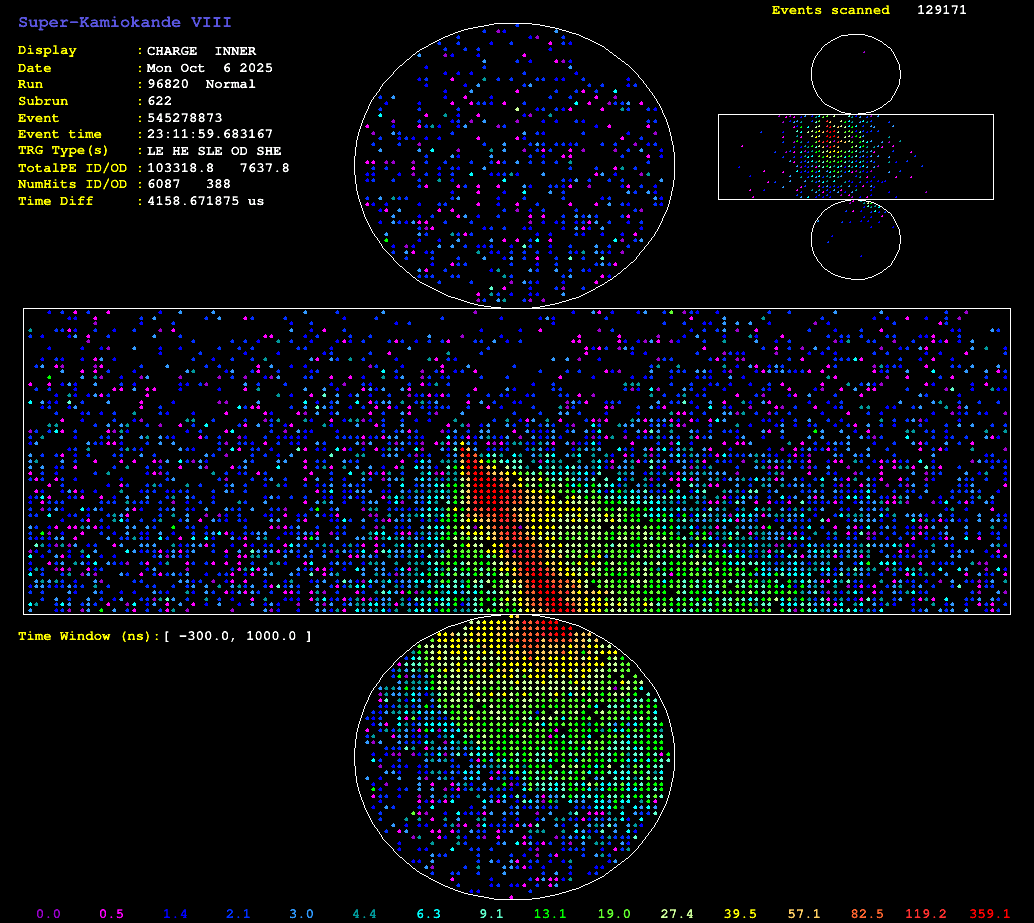 Super-Kamiokande VIII
Events scanned 129171
Display : CHARGE INNER
Date : Mon Oct 6 2025
Run : 96820 Normal
Subrun : 622
Event : 545278873
Event time : 23:11:59.683167
TRG Type(s) : LE HE SLE OD SHE
TotalPE ID/OD : 103318.8 7637.8
NumHits ID/OD : 6087 388
Time Diff : 4158.671875 us
Time Window (ns):[ -300.0, 1000.0 ]
0.0 0.5 1.4 2.1 3.0 4.4 6.3 9.1 13.1 19.0 27.4 39.5 57.1 82.5 119.2 359.1